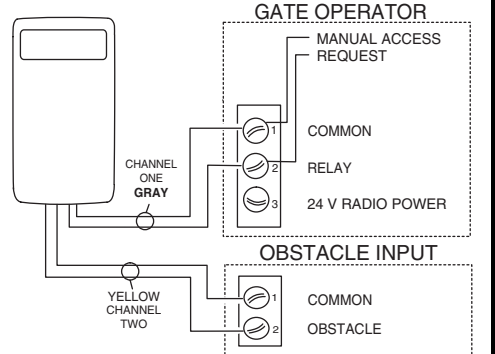 GATE OPERATOR
MANUAL ACCESS
REQUEST
1 COMMON
2 RELAY
3 24 V RADIO POWER
CHANNEL
ONE
GRAY
OBSTACLE INPUT
1 COMMON
2 OBSTACLE
YELLOW
CHANNEL
TWO